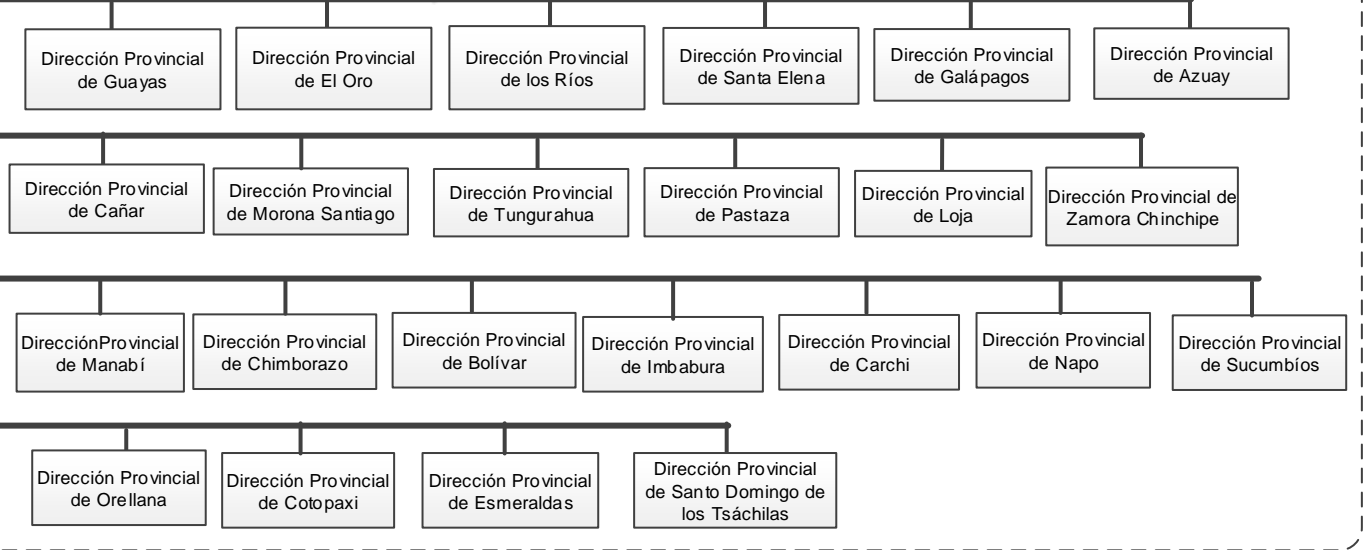 Dirección Provincial
de Guayas
Dirección Provincial
de El Oro
Dirección Provincial
de los Ríos
Dirección Provincial
de Santa Elena
Dirección Provincial
de Galápagos
Dirección Provincial
de Azuay
Dirección Provincial
de Cañar
Dirección Provincial
de Morona Santiago
Dirección Provincial
de Tungurahua
Dirección Provincial
de Pastaza
Dirección Provincial
de Loja
Dirección Provincial de
Zamora Chinchipe
DirecciónProvincial
de Manabí
Dirección Provincial
de Chimborazo
Dirección Provincial
de Bolívar
Dirección Provincial
de Imbabura
Dirección Provincial
de Carchi
Dirección Provincial
de Napo
Dirección Provincial
de Sucumbíos
Dirección Provincial
de Orellana
Dirección Provincial
de Cotopaxi
Dirección Provincial
de Esmeraldas
Dirección Provincial
de Santo Domingo de
los Tsáchilas